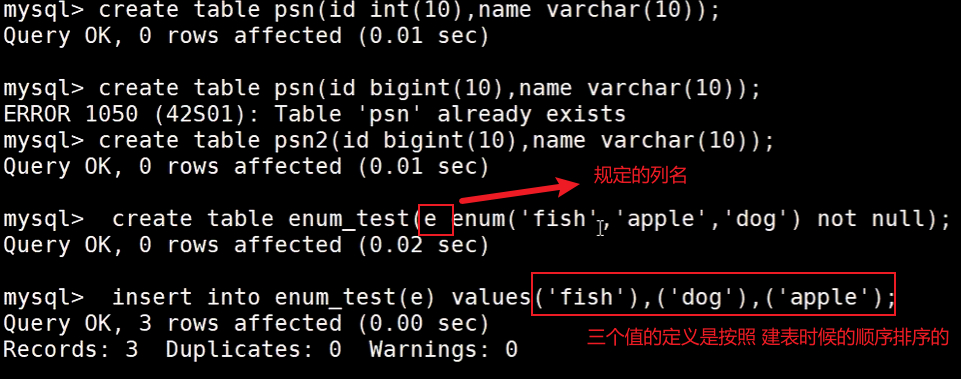 mysql> create table psn(id int(10),name varchar(10));
Query OK, 0 rows affected (0.01 sec)
mysql> create table psn(id bigint(10),name varchar(10));
ERROR 1050 (42S01): Table 'psn' already exists
mysql> create table psn2(id bigint(10),name varchar(10));
Query OK, 0 rows affected (0.01 sec)
规定的列名
mysql>  create table enum_test(e enum('fish','apple','dog') not null);
Query OK, 0 rows affected (0.02 sec)
mysql>  insert into enum_test(e) values('fish'),('dog'),('apple');
Query OK, 3 rows affected (0.00 sec)
三个值的定义是按照 建表时候的顺序排序的
Records: 3  Duplicates: 0  Warnings: 0